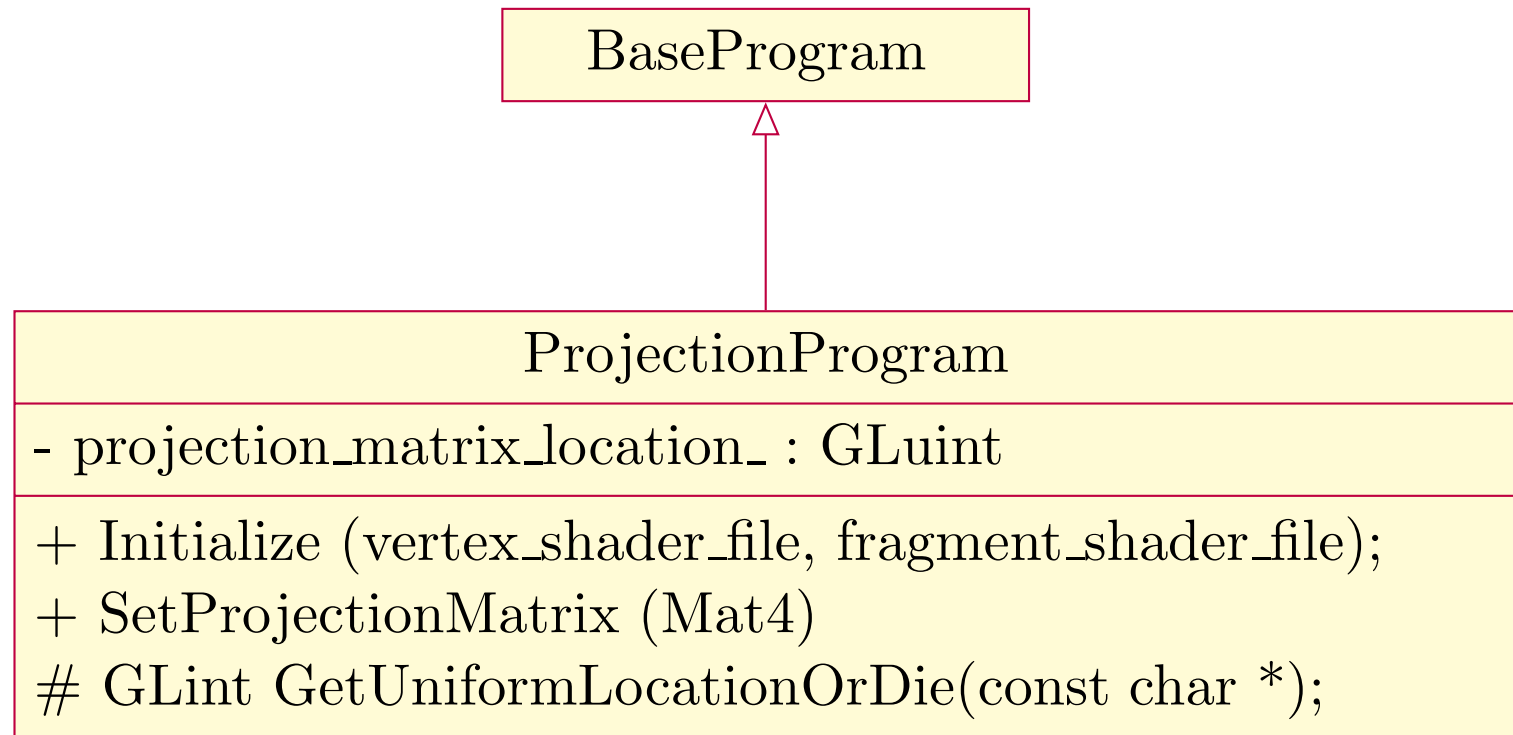 BaseProgram
ProjectionProgram
- projection_matrix_location_ : GLuint
+ Initialize (vertex_shader_file, fragment_shader_file);
+ SetProjectionMatrix (Mat4)
# GLint GetUniformLocationOrDie(const char *);